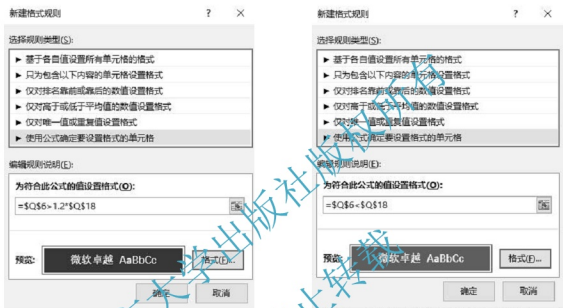 新建格式规则 ? ×
选择规则类型(S):
► 基于各自值设置所有单元格的格式
► 只为包含以下内容的单元格设置格式
► 仅对排名靠前或靠后的数值设置格式
► 仅对高于或低于平均值的数值设置格式
► 仅对唯一值或重复值设置格式
► 使用公式确定要设置格式的单元格
编辑规则说明(E):
为符合此公式的值设置格式(O):
=$Q$6>1.2*$Q$18
预览: 微软卓越 AaBbCc 格式(F)...
确定 取消
新建格式规则 ? ×
选择规则类型(S):
► 基于各自值设置所有单元格的格式
► 只为包含以下内容的单元格设置格式
► 仅对排名靠前或靠后的数值设置格式
► 仅对高于或低于平均值的数值设置格式
► 仅对唯一值或重复值设置格式
► 使用公式确定要设置格式的单元格
编辑规则说明(E):
为符合此公式的值设置格式(O):
=$Q$6<$Q$18
预览: 微软卓越 AaBbCc 格式(F)...
确定 取消
大学出版社版权所有
止转载